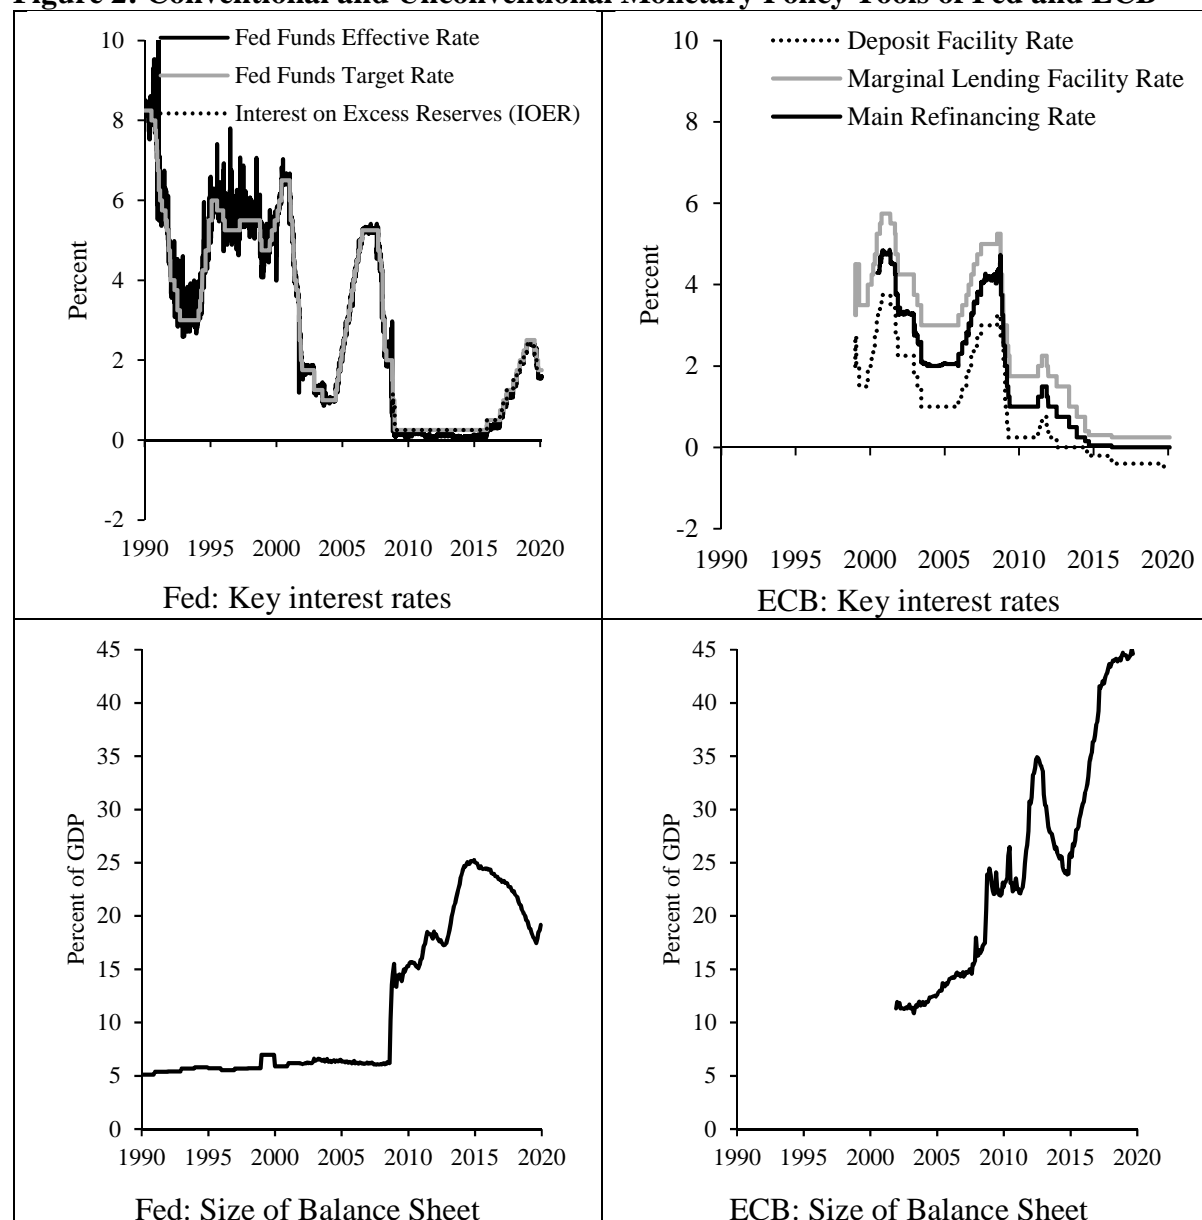 Figure 2: Conventional and Unconventional Monetary Policy Tools of Fed and ECB
Fed Funds Effective Rate
Fed Funds Target Rate
Interest on Excess Reserves (IOER)
10
8
6
4
2
0
-2
Percent
1990 1995 2000 2005 2010 2015 2020
Fed: Key interest rates
Deposit Facility Rate
Marginal Lending Facility Rate
Main Refinancing Rate
10
8
6
4
2
0
-2
Percent
1990 1995 2000 2005 2010 2015 2020
ECB: Key interest rates
45
40
35
30
25
20
15
10
5
0
Percent of GDP
1990 1995 2000 2005 2010 2015 2020
Fed: Size of Balance Sheet
45
40
35
30
25
20
15
10
5
0
Percent of GDP
1990 1995 2000 2005 2010 2015 2020
ECB: Size of Balance Sheet